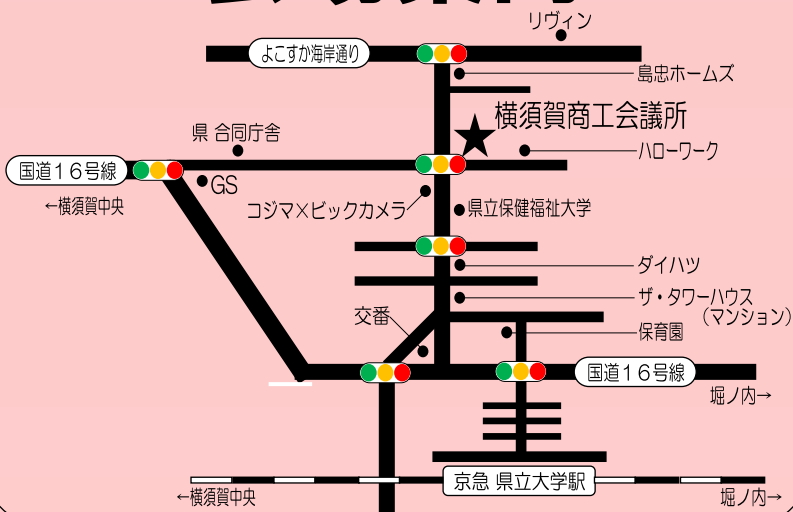 リヴィン
よこすか海岸通り
島忠ホームズ
横須賀商工会議所
県 合同庁舎
ハローワーク
国道１６号線
GS
←横須賀中央
コジマ×ビックカメラ
県立保健福祉大学
ダイハツ
ザ・タワーハウス
（マンション）
交番
保育園
国道１６号線
堀ノ内→
京急 県立大学駅
←横須賀中央
堀ノ内→